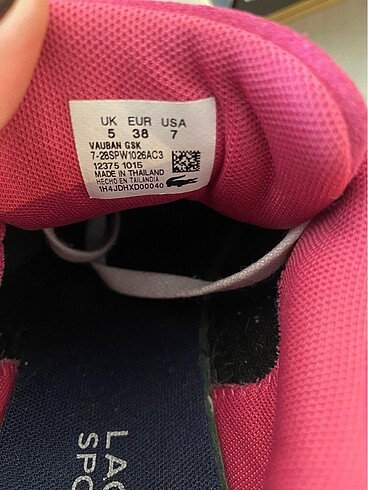 UK EUR USA
5 38 7
VAUBAN GSK
7-28SPW1026AC3
12375 1015
MADE IN THAILAND
HECHO EN TAILANDIA
1H4JDHXD00040
LAC
SPO